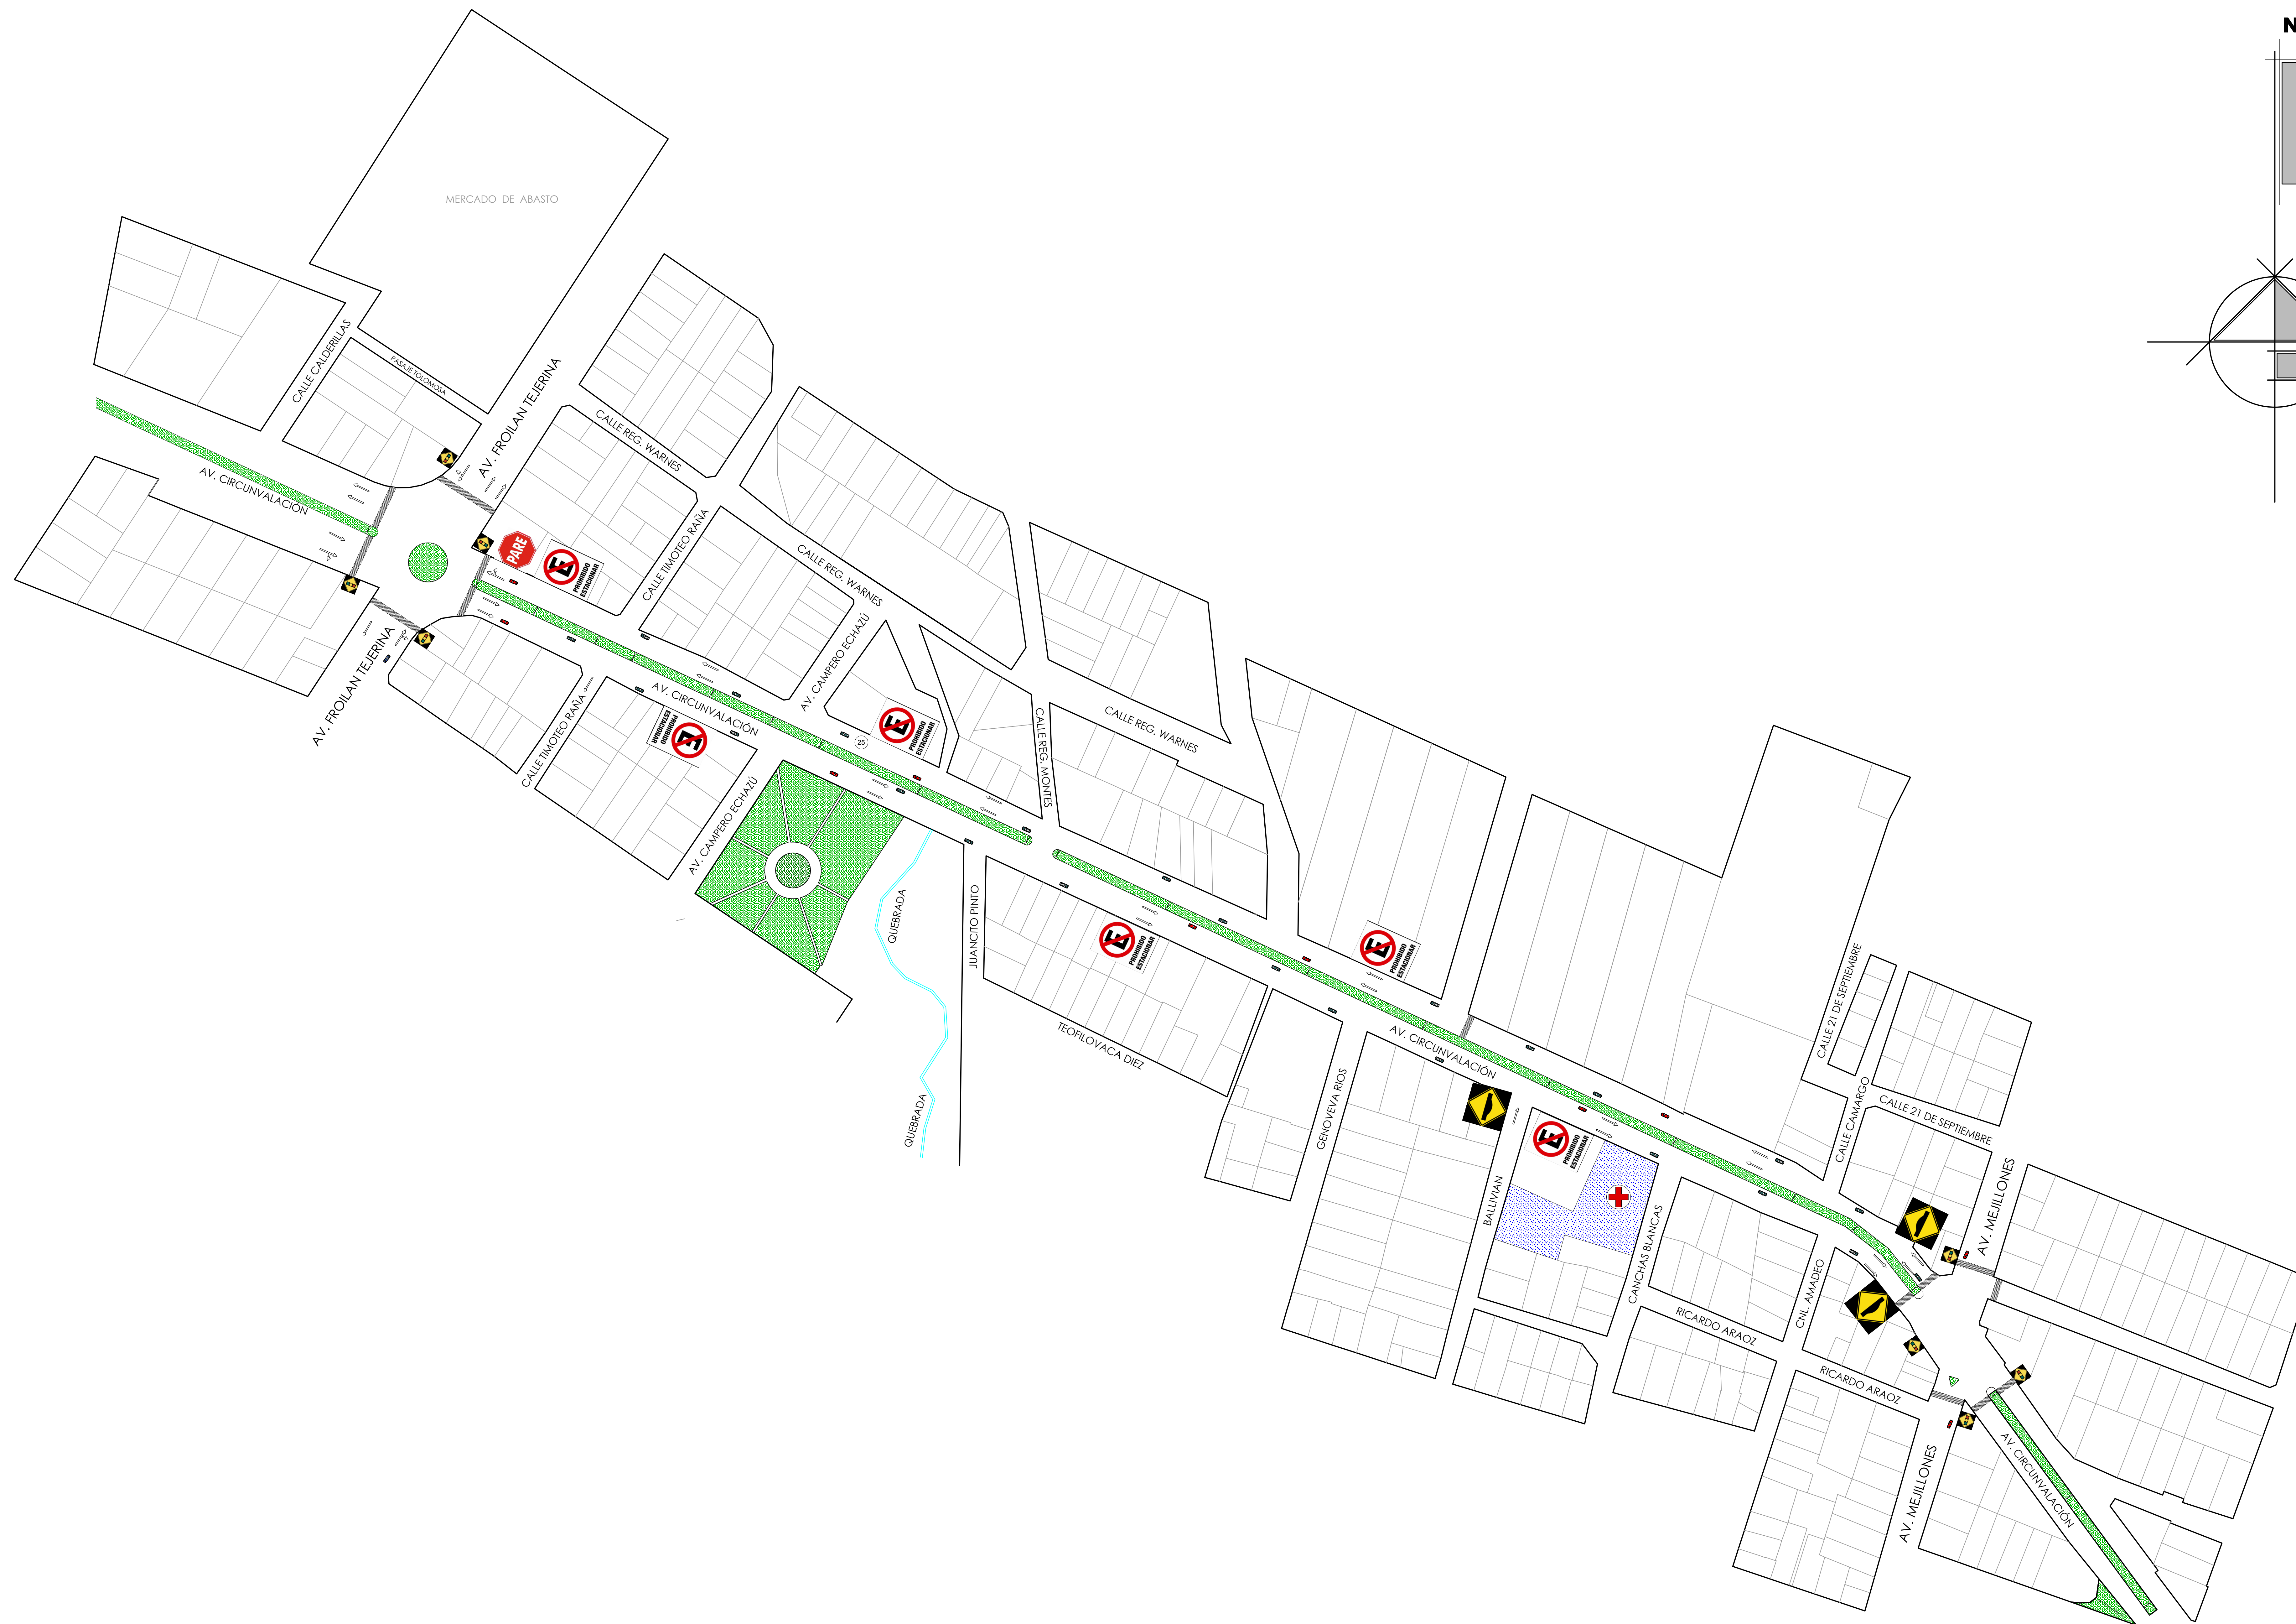 N
MERCADO DE ABASTO
CALLE CALDERILLAS
PASAJE TOLOMOSA
AV. FROILAN TEJERINA
CALLE REG. WARNES
AV. CIRCUNVALACIÓN
PARE
PROHIBIDO
ESTACIONAR
CALLE TIMOTEO RAÑA
CALLE REG. WARNES
AV. FROILAN TEJERINA
AV. CAMPERO ECHAZÚ
AV. CIRCUNVALACIÓN
PROHIBIDO
ESTACIONAR
25
PROHIBIDO
ESTACIONAR
CALLE REG. MONTES
CALLE REG. WARNES
CALLE TIMOTEO RAÑA
AV. CAMPERO ECHAZÚ
QUEBRADA
JUANCITO PINTO
PROHIBIDO
ESTACIONAR
PROHIBIDO
ESTACIONAR
TEOFILOVACA DIEZ
QUEBRADA
AV. CIRCUNVALACIÓN
GENOVEVA RIOS
CALLE 21 DE SEPTIEMBRE
CALLE CAMARGO
CALLE 21 DE SEPTIEMBRE
PROHIBIDO
ESTACIONAR
BALLIVIAN
CANCHAS BLANCAS
AV. MEJILLONES
CNL. AMADEO
RICARDO ARAOZ
RICARDO ARAOZ
AV. MEJILLONES
AV. CIRCUNVALACIÓN